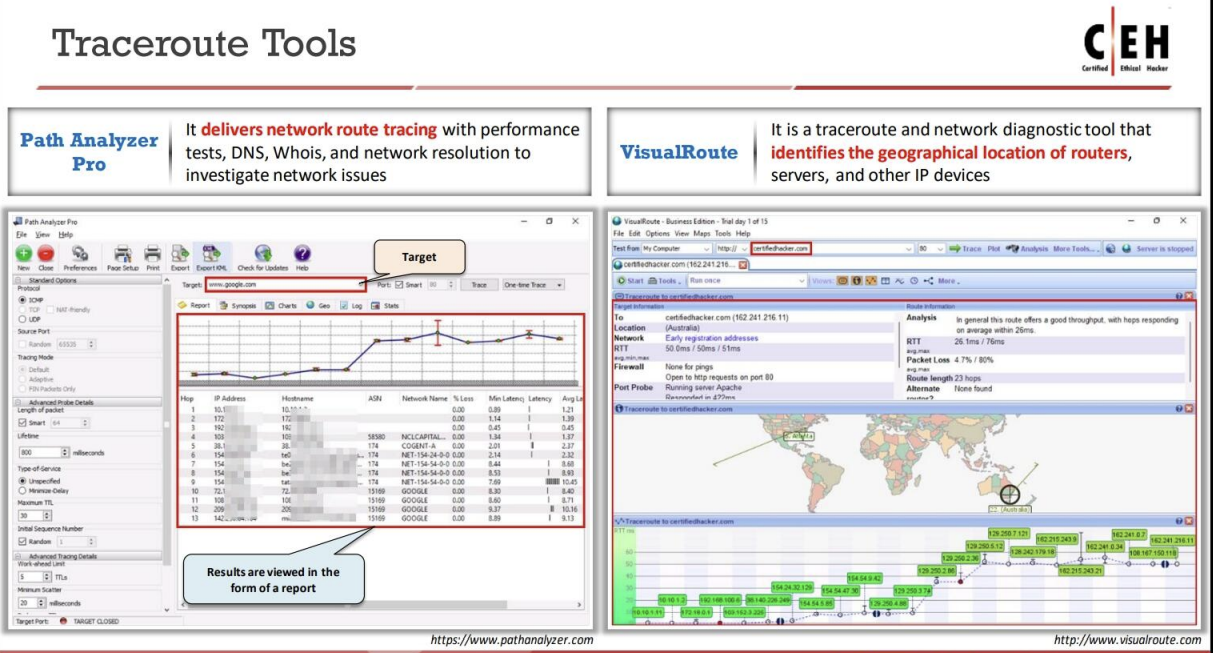 Traceroute Tools
C|EH
Certified Ethical Hacker
Path Analyzer
Pro
It delivers network route tracing with performance
tests, DNS, Whois, and network resolution to
investigate network issues
VisualRoute
It is a traceroute and network diagnostic tool that
identifies the geographical location of routers,
servers, and other IP devices
Path Analyzer Pro
File View Help
New Close Preferences Page Setup Print Export Export KML Check for Updates Help
Target
Standard Options
Target: www.google.com Port: Smart 80 Trace One-time Trace
Protocol
ICMP
TCP NAT-friendly
UDP
Report Synopsis Charts Geo Log Stats
Source Port
Random 65535
Tracing Mode
Default
Adaptive
FIN Packets Only
Advanced Probe Details
Length of packet
Smart 64
Lifetime
800 milliseconds
Type-of-Service
Unspecified
Minimize-Delay
Maximum TTL
30
Initial Sequence Number
Random 1
Advanced Tracing Details
Work-ahead Limit
5 TTLs
Minimum Scatter
20 milliseconds
Target Port: TARGET CLOSED
Hop IP Address Hostname ASN Network Name % Loss Min Latency Latency Avg La
1 10.1 10.10.1.1 0.00 0.89 1.21
2 172 172 0.00 1.14 1.39
3 192 192 0.00 0.45 0.45
4 103 103 58580 NCLCAPITAL... 0.00 1.34 1.37
5 38.1 38. 174 COGENT-A 0.00 2.01 2.37
6 154 te0 174 NET-154-24-0-0 0.00 2.14 2.32
7 154 be 174 NET-154-54-0-0 0.00 8.44 8.68
8 154 be 174 NET-154-54-0-0 0.00 8.53 8.93
9 154 tat 174 NET-154-54-0-0 0.00 7.69 10.45
10 72.1 72. 15169 GOOGLE 0.00 8.30 8.40
11 108 108 15169 GOOGLE 0.00 8.60 8.71
12 209 209 15169 GOOGLE 0.00 9.37 10.16
13 142 15169 GOOGLE 0.00 8.89 9.13
Results are viewed in the
form of a report
https://www.pathanalyzer.com
VisualRoute - Business Edition - Trial day 1 of 15
File Edit Options View Maps Tools Help
Test from My Computer http:// certifiedhacker.com 80 Trace Plot Analysis More Tools... Server is stopped
certifiedhacker.com (162.241.216...
Start Tools Run once Views: More
Traceroute to certifiedhacker.com
Target Information
To certifiedhacker.com (162.241.216.11)
Location (Australia)
Network Early registration addresses
RTT 50.0ms / 50ms / 51ms
avg,min,max
Firewall None for pings
Open to http requests on port 80
Port Probe Running server Apache
Responded in 422ms
Route Information
Analysis In general this route offers a good throughput, with hops responding
on average within 26ms.
RTT 26.1ms / 76ms
avg,max
Packet Loss 4.7% / 80%
avg,max
Route length 23 hops
Alternate None found
routes?
Traceroute to certifiedhacker.com
Atlanta
22. (Australia)
Traceroute to certifiedhacker.com
RTT ms
10.10.1.11
10.10.1.2
172.18.0.1
192.168.100.6
103.152.3.225
38.140.226.249
154.24.32.129
154.54.5.65
154.54.47.30
154.54.9.42
129.250.4.88
129.250.3.74
129.250.2.86
129.250.2.36
129.250.5.12
129.250.7.121
128.242.179.18
162.215.243.9
162.215.243.21
162.241.0.34
162.241.0.7
108.167.150.118
162.241.216.11
http://www.visualroute.com